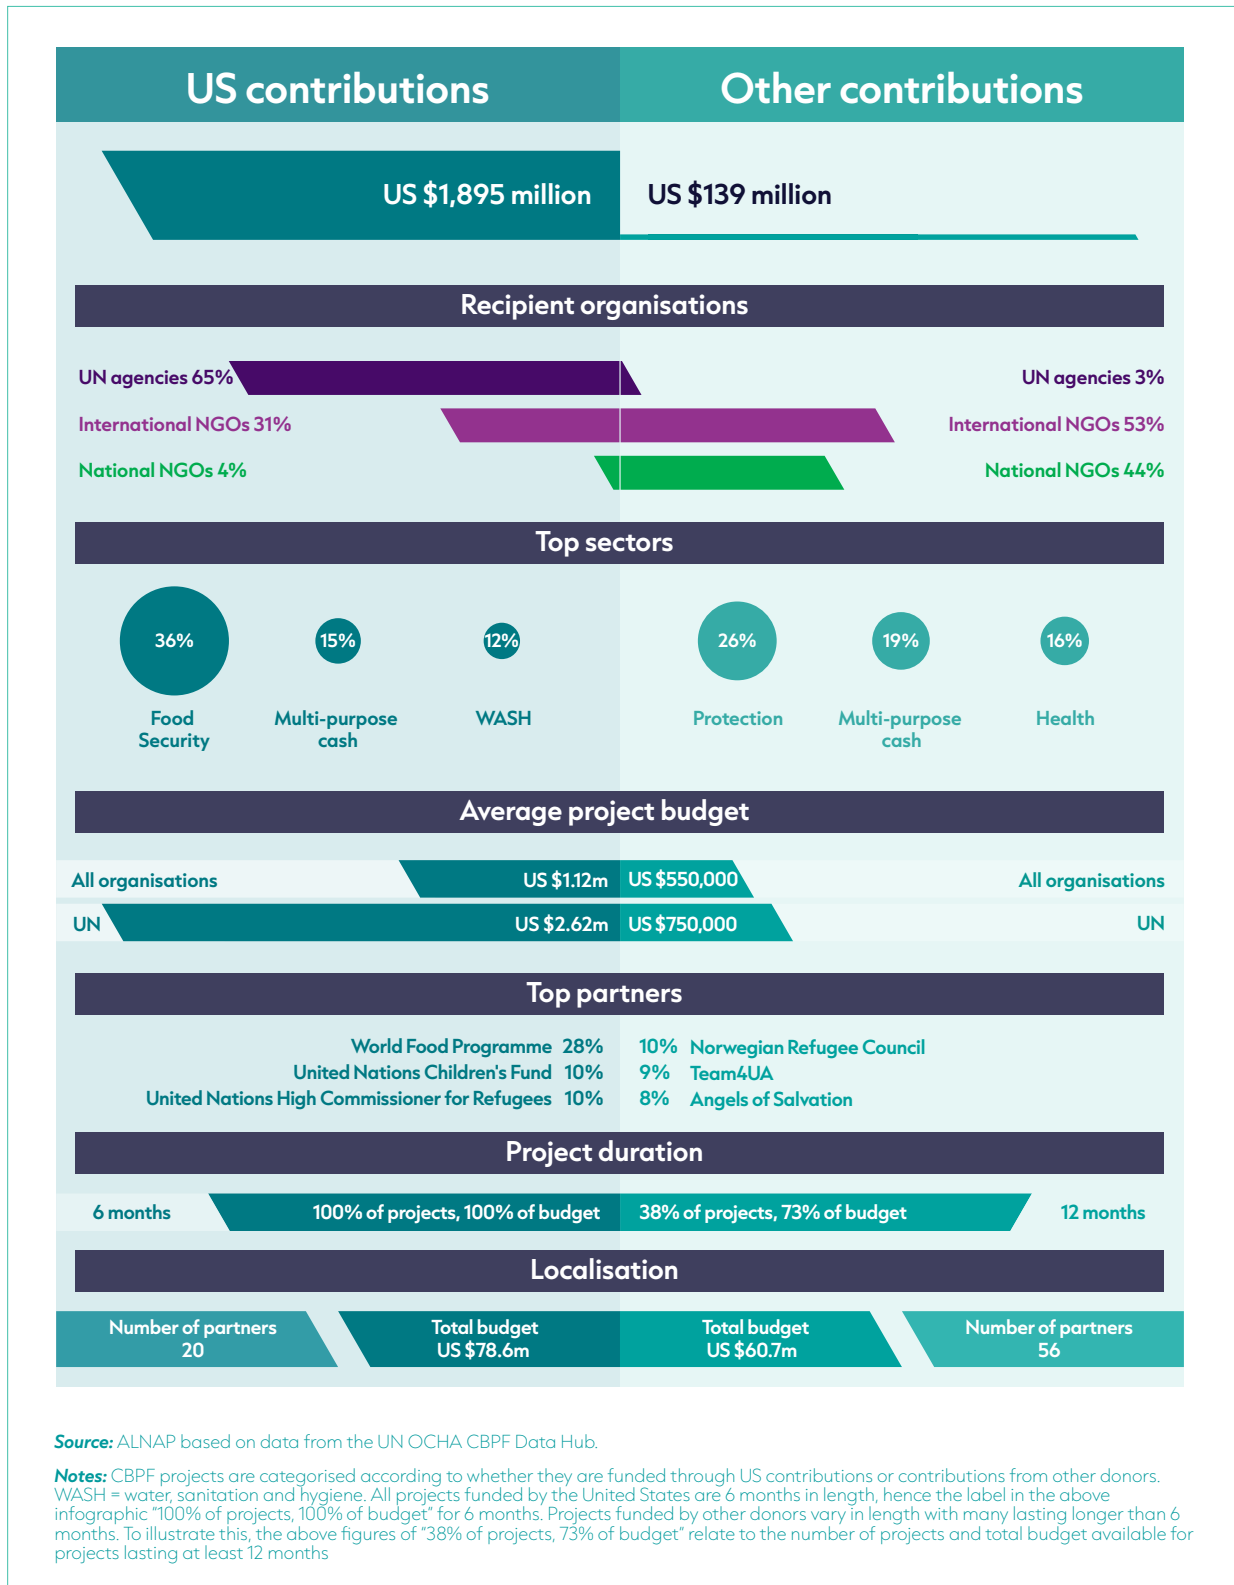 US contributions
Other contributions
US $1,895 million
US $139 million
Recipient organisations
UN agencies 65%
UN agencies 3%
International NGOs 31%
International NGOs 53%
National NGOs 4%
National NGOs 44%
Top sectors
36%
15%
12%
26%
19%
16%
Food
Security
Multi-purpose
cash
WASH
Protection
Multi-purpose
cash
Health
Average project budget
All organisations
US $1.12m
US $550,000
All organisations
UN
US $2.62m
US $750,000
UN
Top partners
World Food Programme 28%
10% Norwegian Refugee Council
United Nations Children's Fund 10%
9% Team4UA
United Nations High Commissioner for Refugees 10%
8% Angels of Salvation
Project duration
6 months
100% of projects, 100% of budget
38% of projects, 73% of budget
12 months
Localisation
Number of partners
20
Total budget
US $78.6m
Total budget
US $60.7m
Number of partners
56
Source: ALNAP based on data from the UN OCHA CBPF Data Hub.
Notes: CBPF projects are categorised according to whether they are funded through US contributions or contributions from other donors.
WASH = water, sanitation and hygiene. All projects funded by the United States are 6 months in length, hence the label in the above
infographic “100% of projects, 100% of budget” for 6 months. Projects funded by other donors vary in length with many lasting longer than 6
months. To illustrate this, the above figures of “38% of projects, 73% of budget” relate to the number of projects and total budget available for
projects lasting at least 12 months